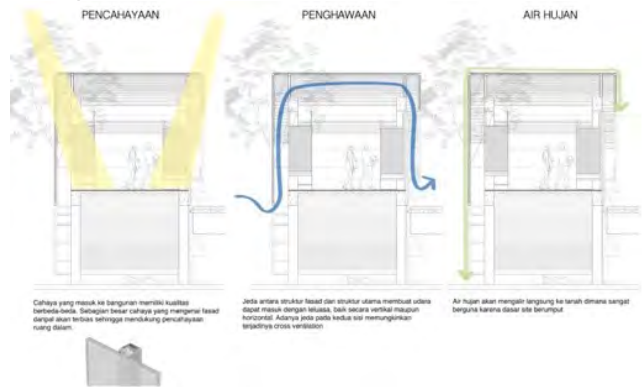 PENCAHAYAAN
PENGHAWAAN
AIR HUJAN
Cahaya yang masuk ke bangunan memiliki kualitas
berbeda-beda. Sebagian besar cahaya yang mengenai fasad
akan terbias sehingga mendukung pencahayaan
ruang dalam.
Jeda antara struktur fasad dan struktur utama membuat udara
dapat masuk dengan leluasa, baik secara vertikal maupun
horizontal. Adanya jeda pada kedua sisi memungkinkan
terjadinya cross ventilation
Air hujan akan mengalir langsung ke tanah dimana sangat
berguna karena dasar site berumput